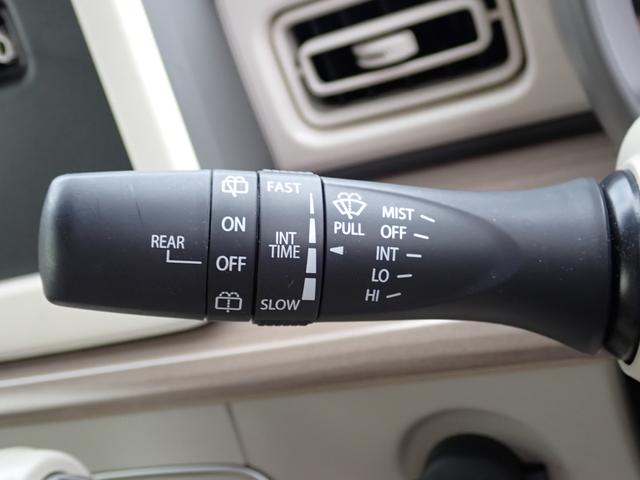 REAR
ON
OFF
FAST
INT
TIME
SLOW
PULL
MIST
OFF
INT
LO
HI